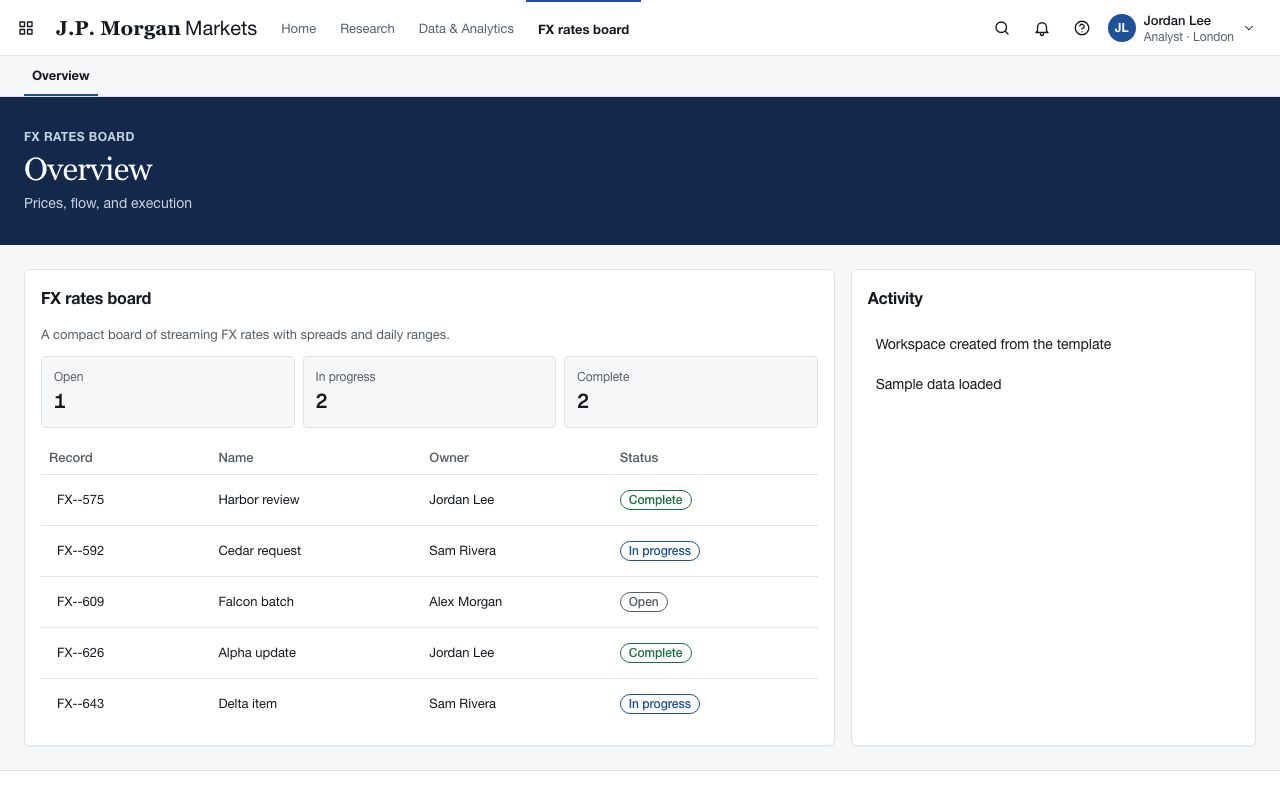 J.P. Morgan Markets Home Research Data & Analytics FX rates board JL Jordan Lee
Analyst · London
Overview
FX RATES BOARD
Overview
Prices, flow, and execution
FX rates board
A compact board of streaming FX rates with spreads and daily ranges.
Open In progress Complete
1 2 2
Record Name Owner Status
FX--575 Harbor review Jordan Lee Complete
FX--592 Cedar request Sam Rivera In progress
FX--609 Falcon batch Alex Morgan Open
FX--626 Alpha update Jordan Lee Complete
FX--643 Delta item Sam Rivera In progress
Activity
Workspace created from the template
Sample data loaded